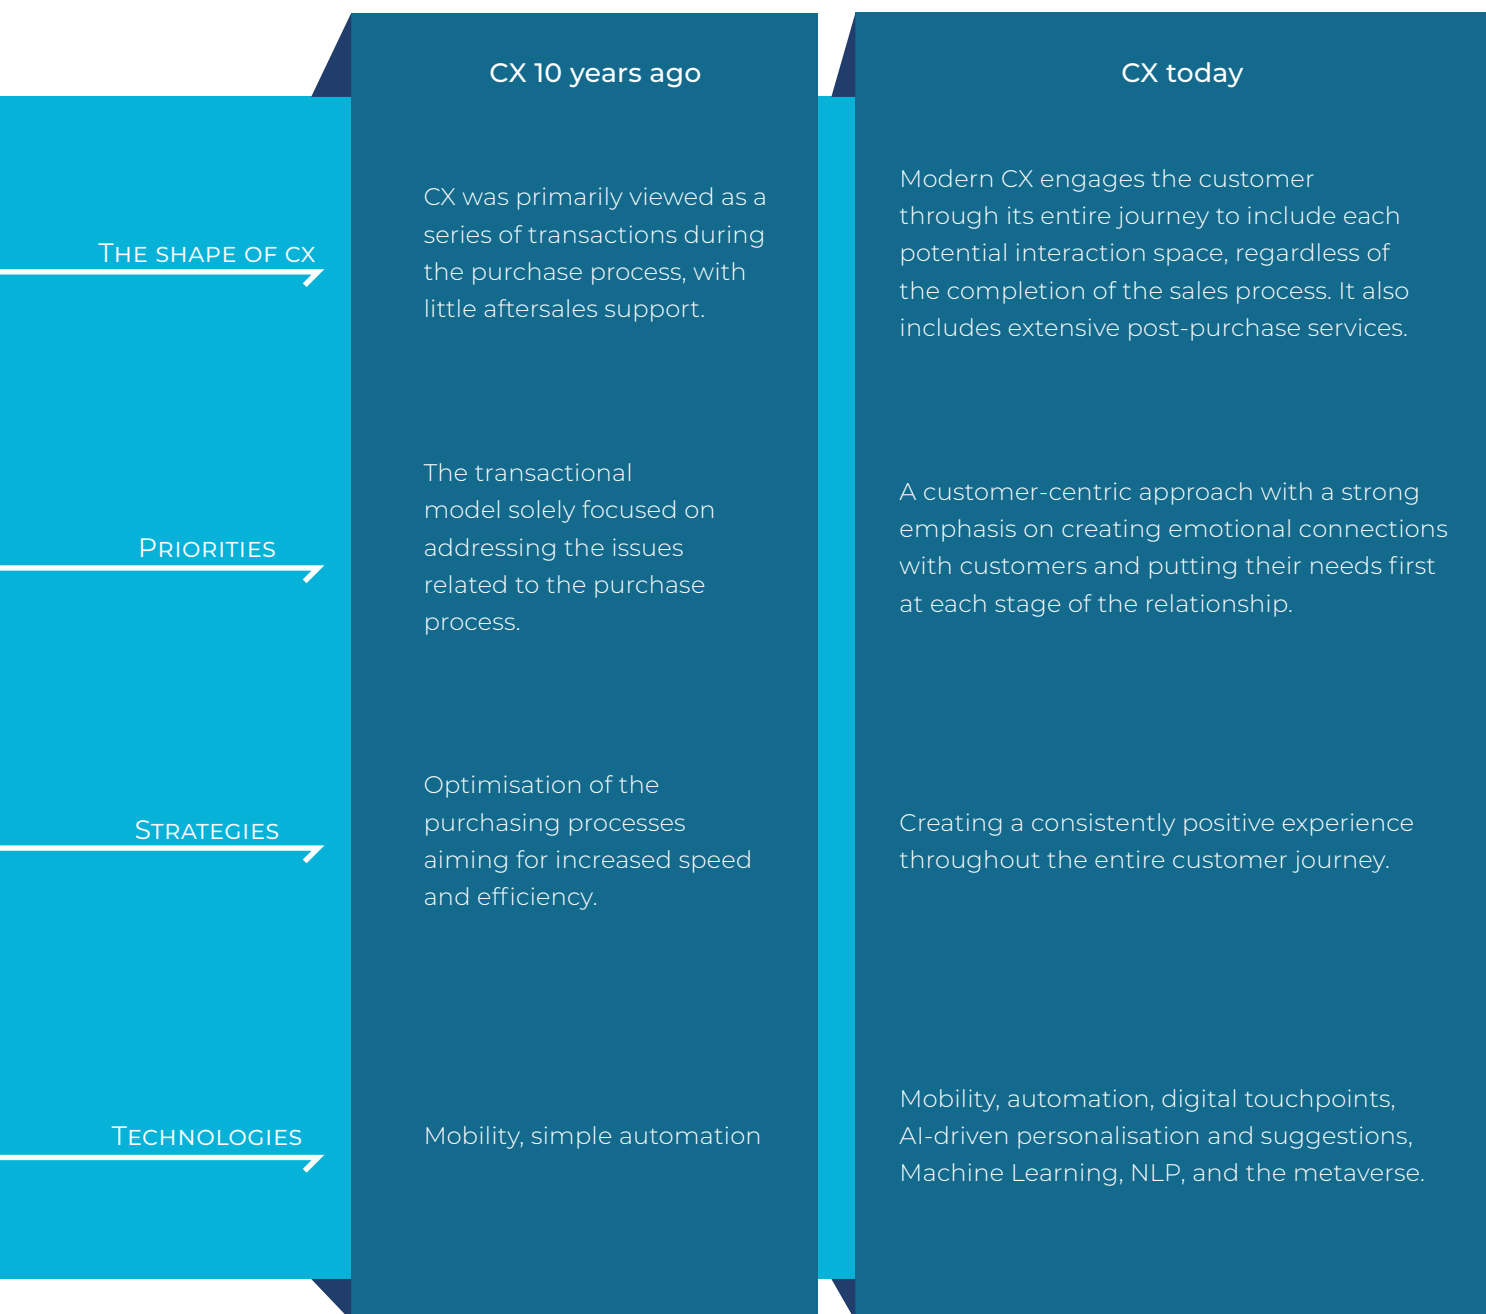 CX 10 years ago
CX today
The shape of cx
CX was primarily viewed as a
series of transactions during
the purchase process, with
little aftersales support.
Modern CX engages the customer
through its entire journey to include each
potential interaction space, regardless of
the completion of the sales process. It also
includes extensive post-purchase services.
Priorities
The transactional
model solely focused on
addressing the issues
related to the purchase
process.
A customer-centric approach with a strong
emphasis on creating emotional connections
with customers and putting their needs first
at each stage of the relationship.
Strategies
Optimisation of the
purchasing processes
aiming for increased speed
and efficiency.
Creating a consistently positive experience
throughout the entire customer journey.
Technologies
Mobility, simple automation
Mobility, automation, digital touchpoints,
AI-driven personalisation and suggestions,
Machine Learning, NLP, and the metaverse.